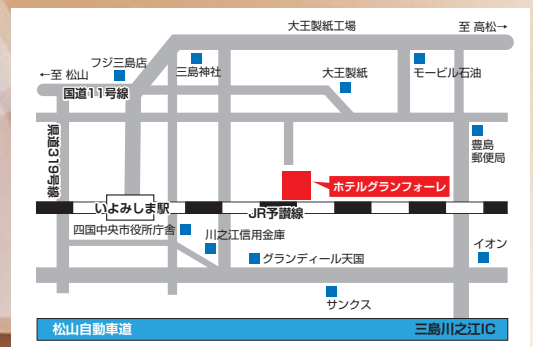 大王製紙工場
至 高松→
フジ三島店
三島神社
←至 松山
大王製紙
モービル石油
国道11号線
県道319号線
豊島
郵便局
ホテルグランフォーレ
いよみしま駅
JR予讃線
四国中央市役所庁舎
川之江信用金庫
グランディール天国
イオン
サンクス
松山自動車道
三島川之江IC